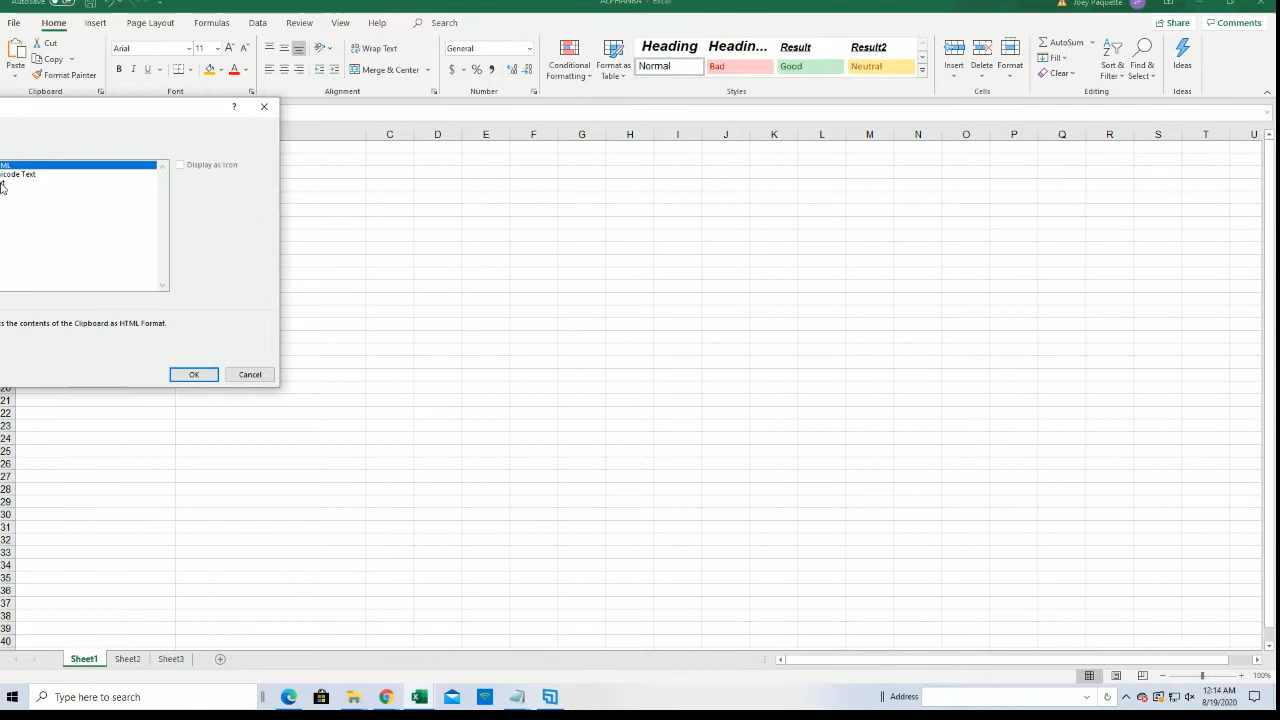 AutoSave
ALPHANBA - Excel
Joey Paquette
File Home Insert Page Layout Formulas Data Review View Help Search
Share Comments
Paste
Cut
Copy
Format Painter
Clipboard
Arial 11 A A
B I U A
Font
Wrap Text
Merge & Center
Alignment
General
$ % 9
Number
Conditional
Formatting
Format as
Table
Heading Headin... Result Result2
Normal Bad Good Neutral
Styles
Insert Delete Format
Cells
AutoSum
Fill
Clear
Sort &
Filter
Find &
Select
Editing
Ideas
Ideas
?
C D E F G H I J K L M N O P Q R S T U
ML
icode Text
Display as icon
ts the contents of the Clipboard as HTML Format.
OK Cancel
20
21
22
23
24
25
26
27
28
29
30
31
32
33
34
35
36
37
38
39
40
Sheet1 Sheet2 Sheet3
100%
Type here to search
Address
12:14 AM
8/19/2020